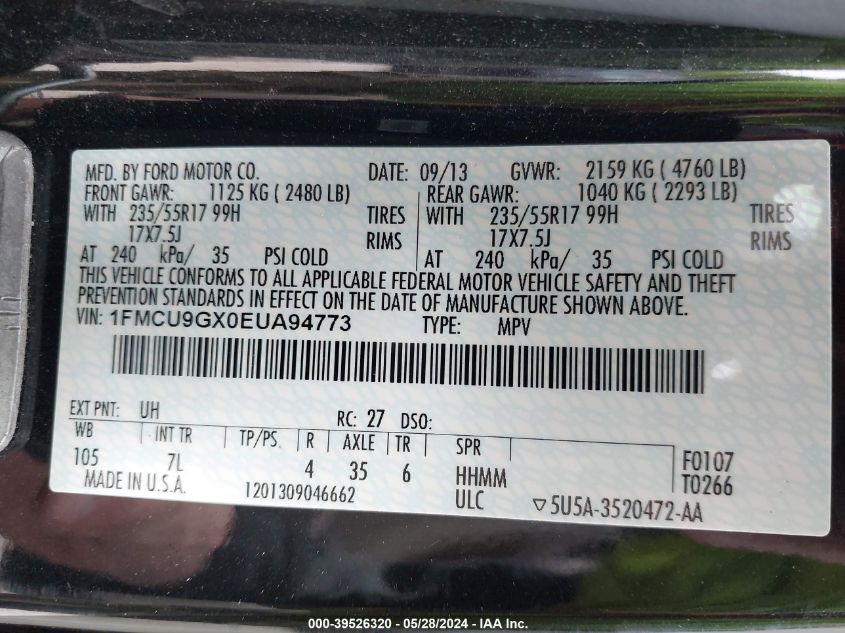 MFD. BY FORD MOTOR CO. DATE: 09/13 GVWR: 2159 KG ( 4760 LB)
FRONT GAWR: 1125 KG ( 2480 LB) REAR GAWR: 1040 KG ( 2293 LB)
WITH 235/55R17 99H TIRES WITH 235/55R17 99H TIRES
17X7.5J RIMS 17X7.5J RIMS
AT 240 kPa/ 35 PSI COLD AT 240 kPa/ 35 PSI COLD
THIS VEHICLE CONFORMS TO ALL APPLICABLE FEDERAL MOTOR VEHICLE SAFETY AND THEFT
PREVENTION STANDARDS IN EFFECT ON THE DATE OF MANUFACTURE SHOWN ABOVE.
VIN: 1FMCU9GX0EUA94773 TYPE: MPV
EXT PNT: UH RC: 27 DSO:
WB INT TR TP/PS R AXLE TR SPR F0107
105 7L 4 35 6 HHMM T0266
MADE IN U.S.A. 1201309046662 ULC ▽5U5A-3520472-AA
000-39526320 / 05/28/2024 - IAA Inc.